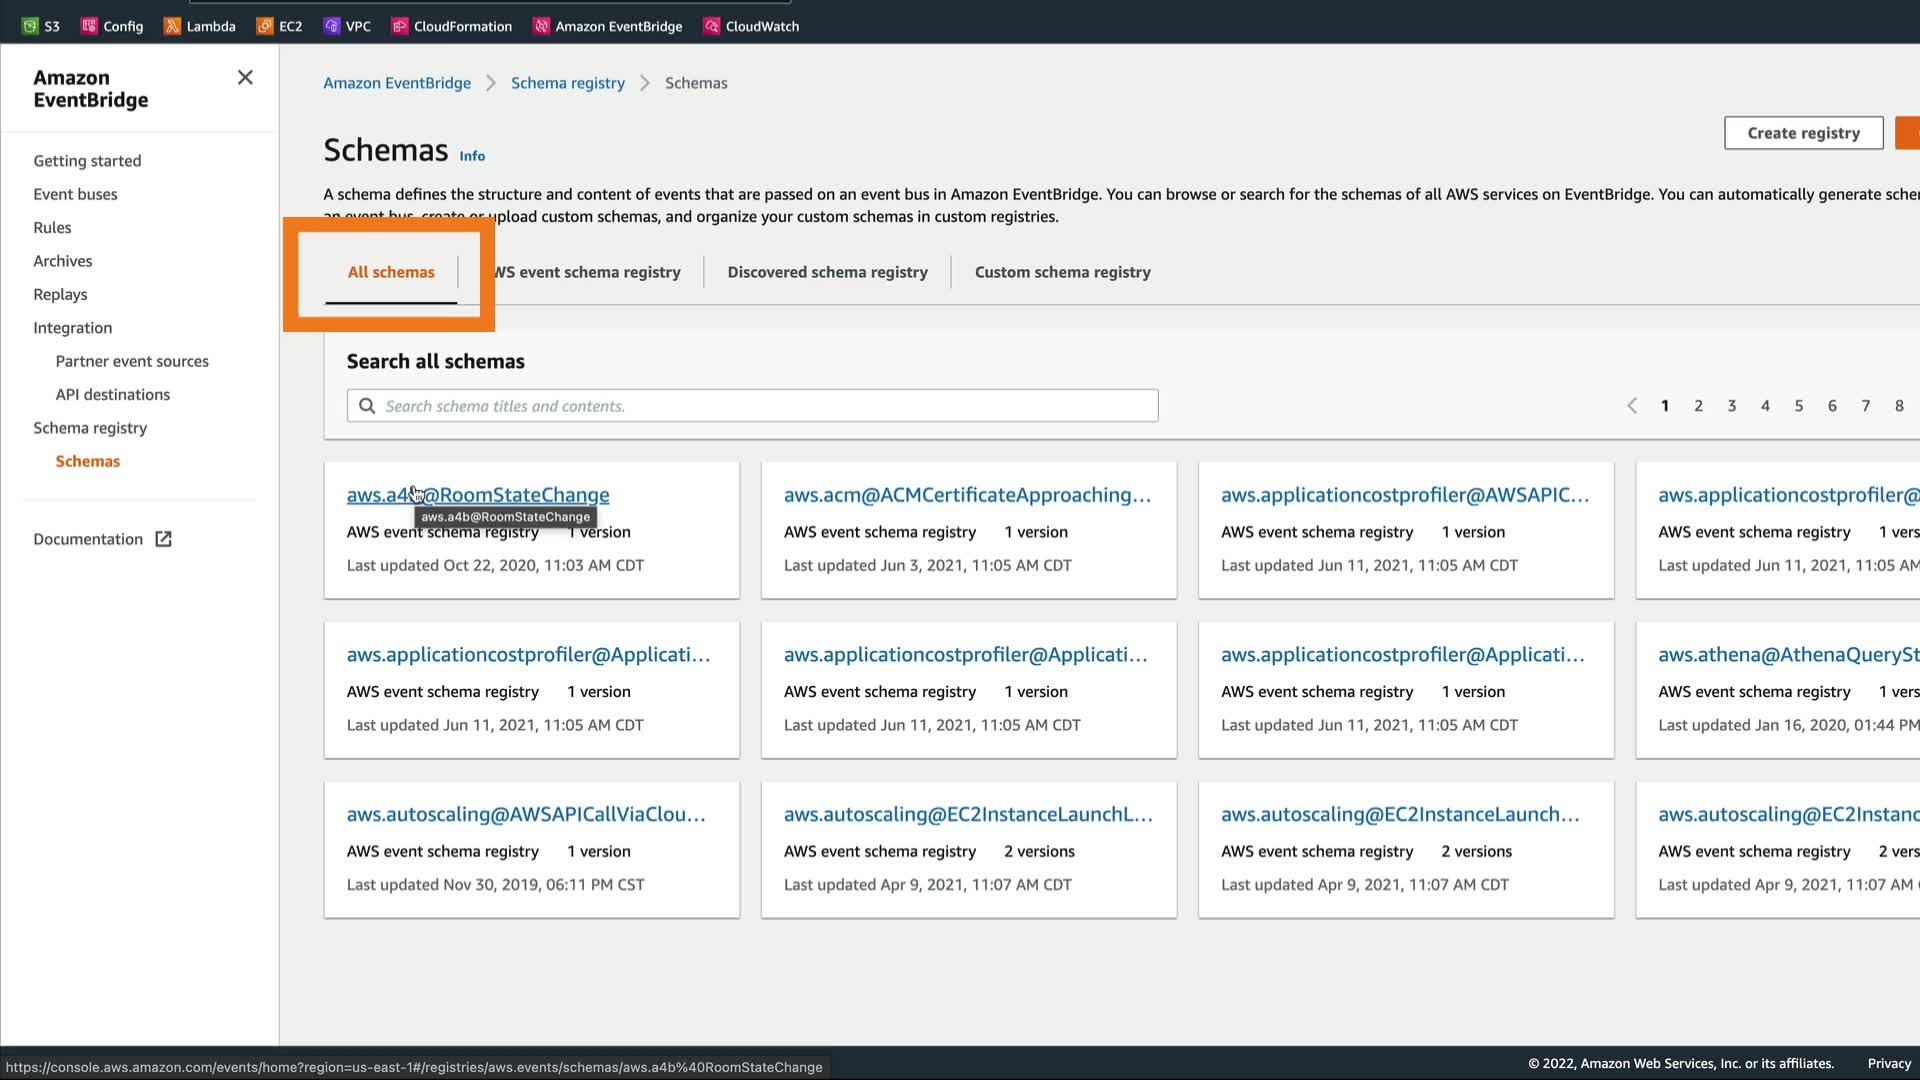 S3 Config Lambda EC2 VPC CloudFormation Amazon EventBridge CloudWatch
Amazon
EventBridge
Getting started
Event buses
Rules
Archives
Replays
Integration
Partner event sources
API destinations
Schema registry
Schemas
Documentation
Amazon EventBridge Schema registry Schemas
Create registry
Schemas Info
A schema defines the structure and content of events that are passed on an event bus in Amazon EventBridge. You can browse or search for the schemas of all AWS services on EventBridge. You can automatically generate
upload custom schemas, and organize your custom schemas in custom registries.
All schemas event schema registry Discovered schema registry Custom schema registry
Search all schemas
Search schema titles and contents.
1 2 3 4 5 6 7 8
aws.a4b@RoomStateChange
aws.a4b@RoomStateChange
AWS event schema registry 1 version
Last updated Oct 22, 2020, 11:03 AM CDT
aws.acm@ACMCertificateApproaching...
AWS event schema registry 1 version
Last updated Jun 3, 2021, 11:05 AM CDT
aws.applicationcostprofiler@AWSAPIC...
AWS event schema registry 1 version
Last updated Jun 11, 2021, 11:05 AM CDT
aws.applicationcostprofiler@
AWS event schema registry 1 vers
Last updated Jun 11, 2021, 11:05 AM
aws.applicationcostprofiler@Applicati...
AWS event schema registry 1 version
Last updated Jun 11, 2021, 11:05 AM CDT
aws.applicationcostprofiler@Applicati...
AWS event schema registry 1 version
Last updated Jun 11, 2021, 11:05 AM CDT
aws.applicationcostprofiler@Applicati...
AWS event schema registry 1 version
Last updated Jun 11, 2021, 11:05 AM CDT
aws.athena@AthenaQuerySt
AWS event schema registry 1 vers
Last updated Jan 16, 2020, 01:44 PM
aws.autoscaling@AWSAPICallViaClou...
AWS event schema registry 1 version
Last updated Nov 30, 2019, 06:11 PM CST
aws.autoscaling@EC2InstanceLaunchL...
AWS event schema registry 2 versions
Last updated Apr 9, 2021, 11:07 AM CDT
aws.autoscaling@EC2InstanceLaunch...
AWS event schema registry 2 versions
Last updated Apr 9, 2021, 11:07 AM CDT
aws.autoscaling@EC2Instanc
AWS event schema registry 2 vers
Last updated Apr 9, 2021, 11:07 AM
https://console.aws.amazon.com/events/home?region=us-east-1#/registries/aws.events/schemas/aws.a4b%40RoomStateChange
© 2022, Amazon Web Services, Inc. or its affiliates. Privacy